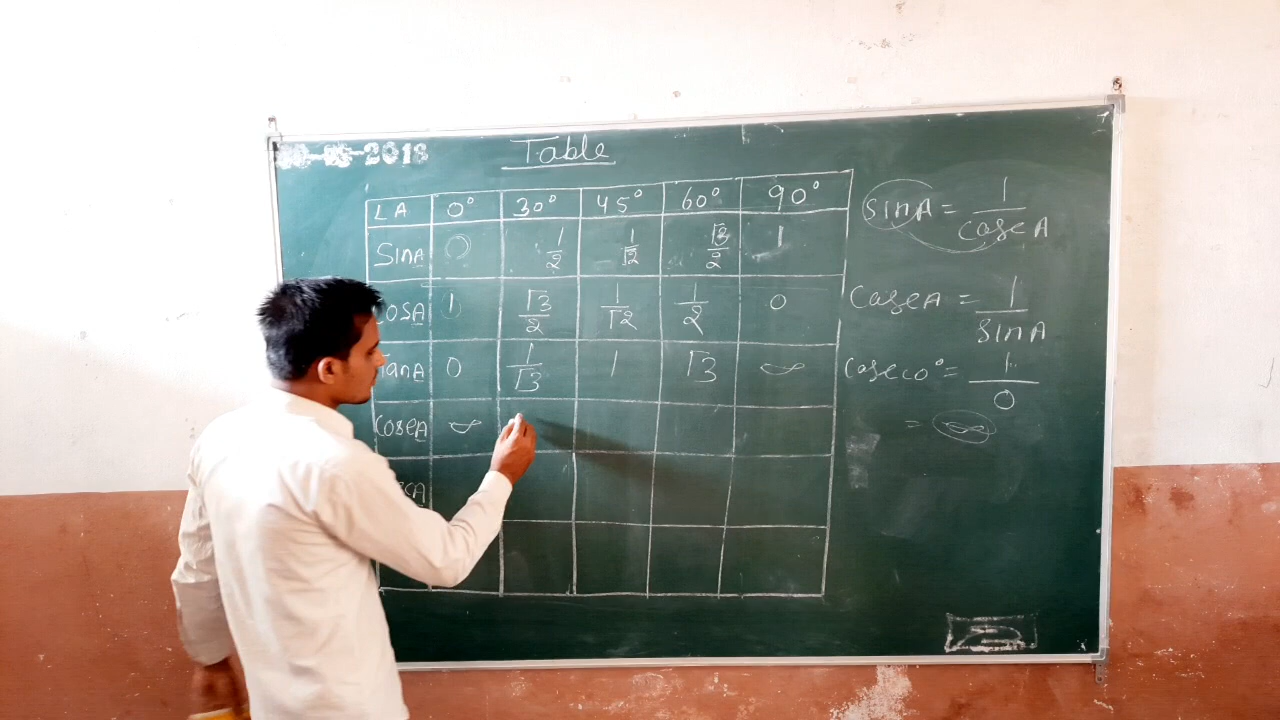 2018
Table
∠A 0° 30° 45° 60° 90°
SinA 0 1/2 1/√2 √3/2 1
cosA 1 √3/2 1/√2 1/2 0
TanA 0 1/√3 1 √3 ∞
CosecA ∞
SinA = 1/cosecA
CosecA = 1/SinA
Cosec0° = 1/0
= ∞